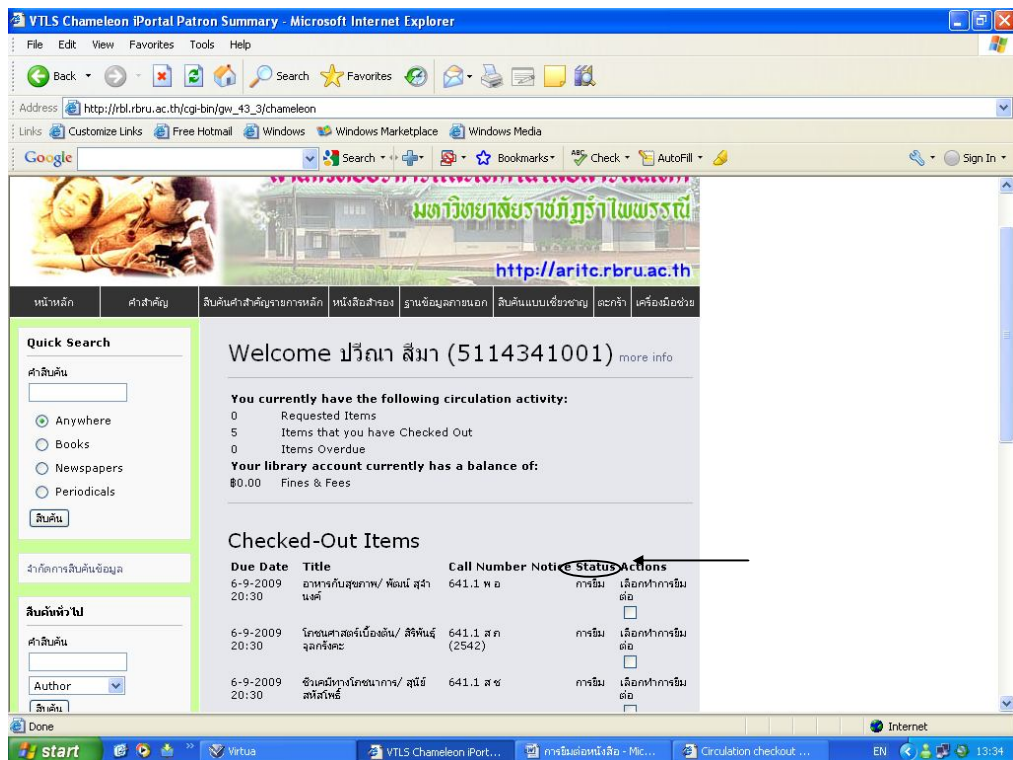 VTLS Chameleon iPortal Patron Summary - Microsoft Internet Explorer
File Edit View Favorites Tools Help
Back Search Favorites
Address http://rbl.rbru.ac.th/cgi-bin/gw_43_3/chameleon
Links Customize Links Free Hotmail Windows Windows Marketplace Windows Media
Google Search Bookmarks Check AutoFill Sign In
มหาวิทยาลัยราชภัฏรำไพพรรณี
http://aritc.rbru.ac.th
หน้าหลัก คำสำคัญ สืบค้นคำสำคัญรายการหลัก หนังสือสำรอง ฐานข้อมูลภายนอก สืบค้นแบบเชี่ยวชาญ ตะกร้า เครื่องมือช่วย
Quick Search
คำสืบค้น
Anywhere
Books
Newspapers
Periodicals
สืบค้น
จำกัดการสืบค้นข้อมูล
สืบค้นทั่วไป
คำสืบค้น
Author
สืบค้น
Welcome ปวีณา สีมา (5114341001) more info
You currently have the following circulation activity:
0 Requested Items
5 Items that you have Checked Out
0 Items Overdue
Your library account currently has a balance of:
฿0.00 Fines & Fees
Checked-Out Items
Due Date Title Call Number Notice Status Actions
6-9-2009 อาหารกับสุขภาพ/ พัฒน์ สุจำ 641.1 พ อ การยืม เลือกทำการยืม
20:30 นงค์ ต่อ
6-9-2009 โภชนศาสตร์เบื้องต้น/ สิริพันธุ์ 641.1 ส ภ การยืม เลือกทำการยืม
20:30 จุลกรังคะ (2542) ต่อ
6-9-2009 ชีวเคมีทางโภชนาการ/ สุนีย์ 641.1 ส ช การยืม เลือกทำการยืม
20:30 สหัสโพธิ์ ต่อ
Done Internet
start Virtua VTLS Chameleon iPort... การยืมต่อหนังสือ - Mic... Circulation checkout ... EN 13:34